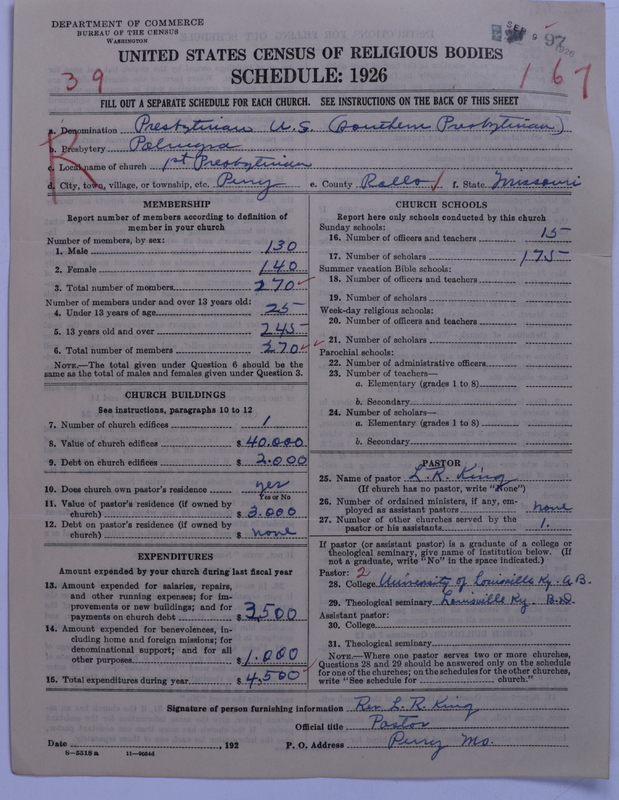 DEPARTMENT OF COMMERCE
BUREAU OF THE CENSUS
WASHINGTON
UNITED STATES CENSUS OF RELIGIOUS BODIES
SCHEDULE: 1926
39
167
97
FILL OUT A SEPARATE SCHEDULE FOR EACH CHURCH. SEE INSTRUCTIONS ON THE BACK OF THIS SHEET
a. Denomination Presbyterian U.S. (Southern Presbyterian)
b. Presbytery Palmyra
c. Local name of church 1st Presbyterian
d. City, town, village, or township, etc. Perry e. County Ralls f. State Missouri
MEMBERSHIP
Report number of members according to definition of
member in your church
Number of members, by sex:
1. Male 130
2. Female 140
3. Total number of members 270
Number of members under and over 13 years old:
4. Under 13 years of age 25
5. 13 years old and over 245
6. Total number of members 270
NOTE.—The total given under Question 6 should be
same as the total of males and females given under Question 3.
CHURCH BUILDINGS
See instructions, paragraphs 10 to 12
7. Number of church edifices 1
8. Value of church edifices $ 40.000
9. Debt on church edifices $ 2.000
10. Does church own pastor's residence yes
Yes or No
11. Value of pastor's residence (if owned by
church) $ 3.000
12. Debt on pastor's residence (if owned by
church) $ none
EXPENDITURES
Amount expended by your church during last fiscal year
13. Amount expended for salaries, repairs,
and other running expenses; for im-
provements or new buildings; and for
payments on church debt $ 3,500
14. Amount expended for benevolences, in-
cluding home and foreign missions; for
denominational support; and for all
other purposes $ 1.000
15. Total expenditures during year $ 4,500
CHURCH SCHOOLS
Report here only schools conducted by this church
Sunday schools:
16. Number of officers and teachers 15
17. Number of scholars 175
Summer vacation Bible schools:
18. Number of officers and teachers
19. Number of scholars
Week-day religious schools:
20. Number of officers and teachers
21. Number of scholars
Parochial schools:
22. Number of administrative officers
23. Number of teachers—
a. Elementary (grades 1 to 8)
b. Secondary
24. Number of scholars—
a. Elementary (grades 1 to 8)
b. Secondary
PASTOR
25. Name of pastor L. R. King
(If church has no pastor, write "None")
26. Number of ordained ministers, if any, em-
ployed as assistant pastors none
27. Number of other churches served by the
pastor or his assistants 1.
If pastor (or assistant pastor) is a graduate of a college or
theological seminary, give name of institution below. (If
not a graduate, write "No" in the space indicated.)
Pastor: 2
28. College University of Louisville Ky. A.B.
29. Theological seminary Louisville Ky. B.D.
Assistant pastor:
30. College
31. Theological seminary
NOTE.—Where one pastor serves two or more churches,
Questions 28 and 29 should be answered only on the schedule
for one of the churches; on the schedules for the other churches,
write "See schedule for church."
Signature of person furnishing information Rev. L. R. King
Official title Pastor
Date , 192 P. O. Address Perry Mo.
8—5318 a